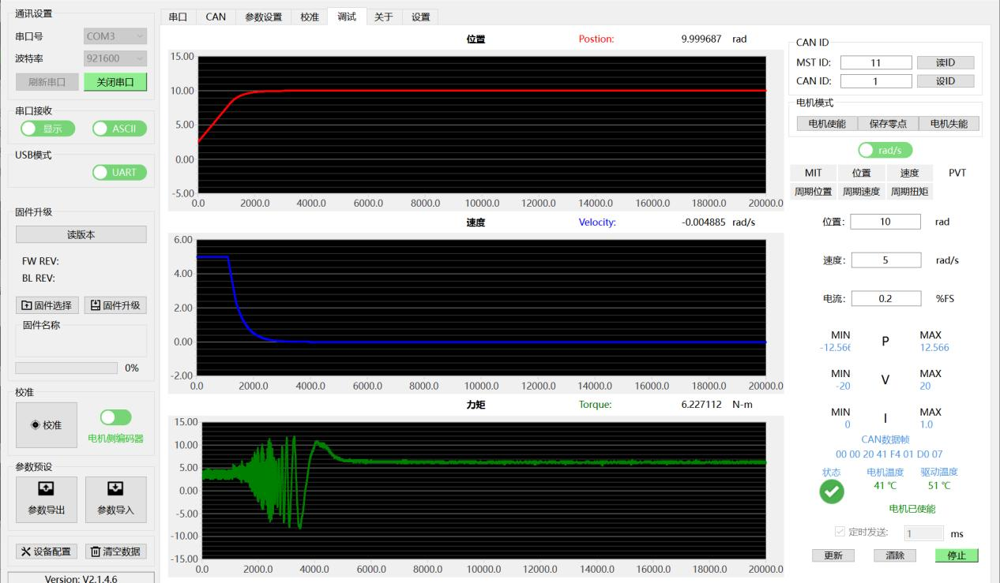 通讯设置
串口号 COM3
波特率 921600
刷新串口 关闭串口
串口接收
显示 ASCII
USB模式
UART
固件升级
读版本
FW REV:
BL REV:
固件选择 固件升级
固件名称
0%
校准
校准
电机侧编码器
参数预设
参数导出 参数导入
设备配置 清空数据
Version: V2.1.4.6
串口 CAN 参数设置 校准 调试 关于 设置
位置 Postion: 9.999687 rad
15.00
10.00
5.00
0.00
-5.00
0.0 2000.0 4000.0 6000.0 8000.0 10000.0 12000.0 14000.0 16000.0 18000.0 20000.0
速度 Velocity: -0.004885 rad/s
6.00
4.00
2.00
0.00
-2.00
0.0 2000.0 4000.0 6000.0 8000.0 10000.0 12000.0 14000.0 16000.0 18000.0 20000.0
力矩 Torque: 6.227112 N-m
15.00
10.00
5.00
0.00
-5.00
-10.00
-15.00
0.0 2000.0 4000.0 6000.0 8000.0 10000.0 12000.0 14000.0 16000.0 18000.0 20000.0
CAN ID
MST ID: 11 读ID
CAN ID: 1 设ID
电机模式
电机使能 保存零点 电机失能
rad/s
MIT 位置 速度 PVT
周期位置 周期速度 周期扭矩
位置: 10 rad
速度: 5 rad/s
电流: 0.2 %FS
MIN P MAX
-12.566 12.566
MIN V MAX
-20 20
MIN I MAX
0 1.0
CAN数据帧
00 00 20 41 F4 01 D0 07
状态 电机温度 驱动温度
41 ℃ 51 ℃
电机已使能
定时发送: 1 ms
更新 清除 停止